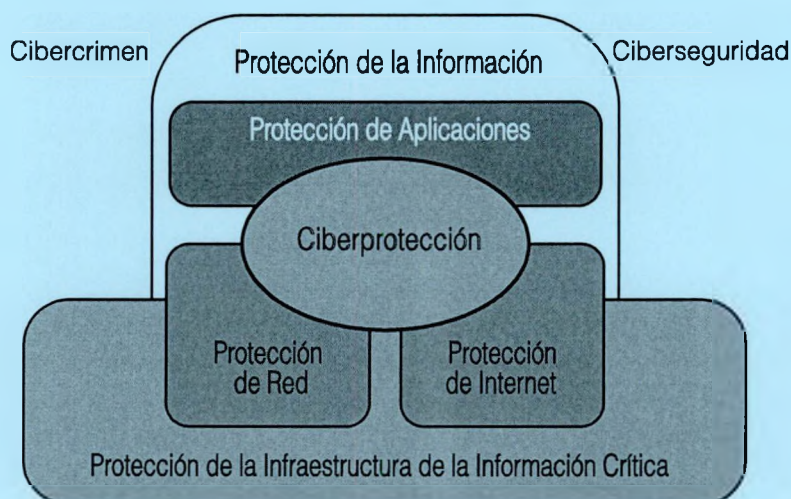 Cibercrimen
Protección de la Información
Ciberseguridad
Protección de Aplicaciones
Ciberprotección
Protección
de Red
Protección
de Internet
Protección de la Infraestructura de la Información Crítica